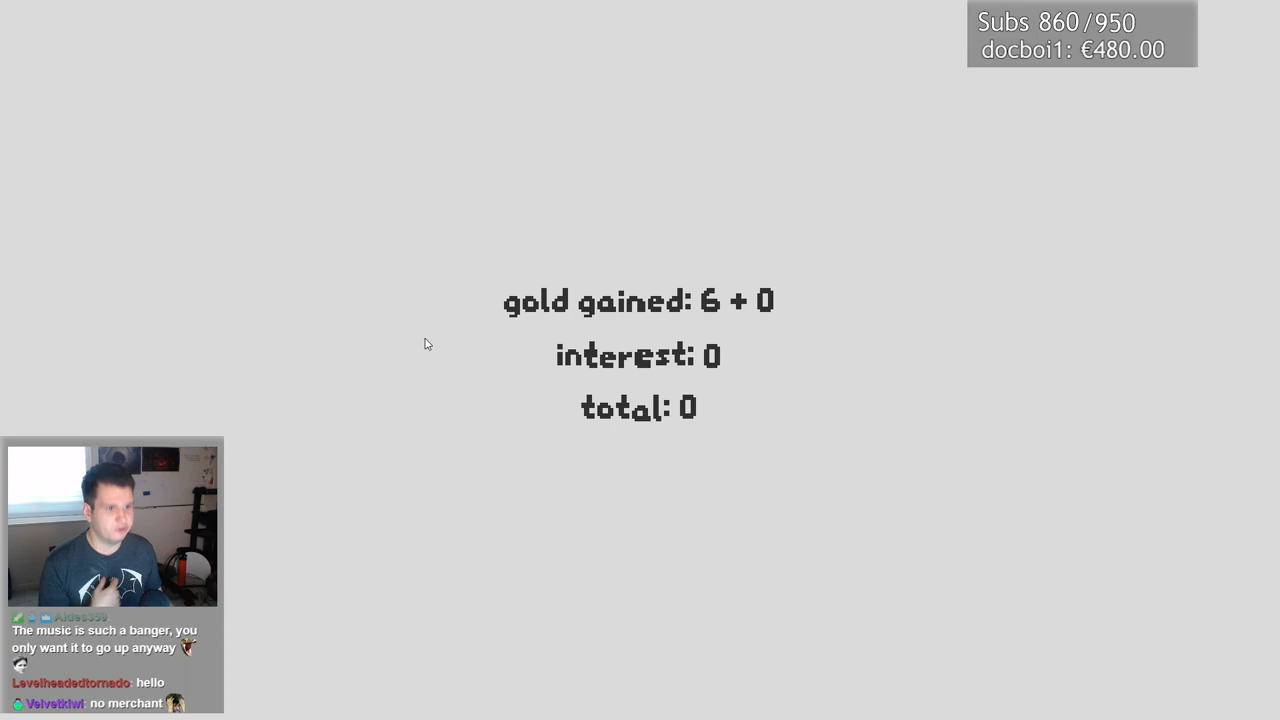 Subs 860/950
docboi1: €480.00
gold gained: 6 + 0
interest: 0
total: 0
Aides359
The music is such a banger, you
only want it to go up anyway
Levelheadedtornado: hello
Velvetkiwi: no merchant